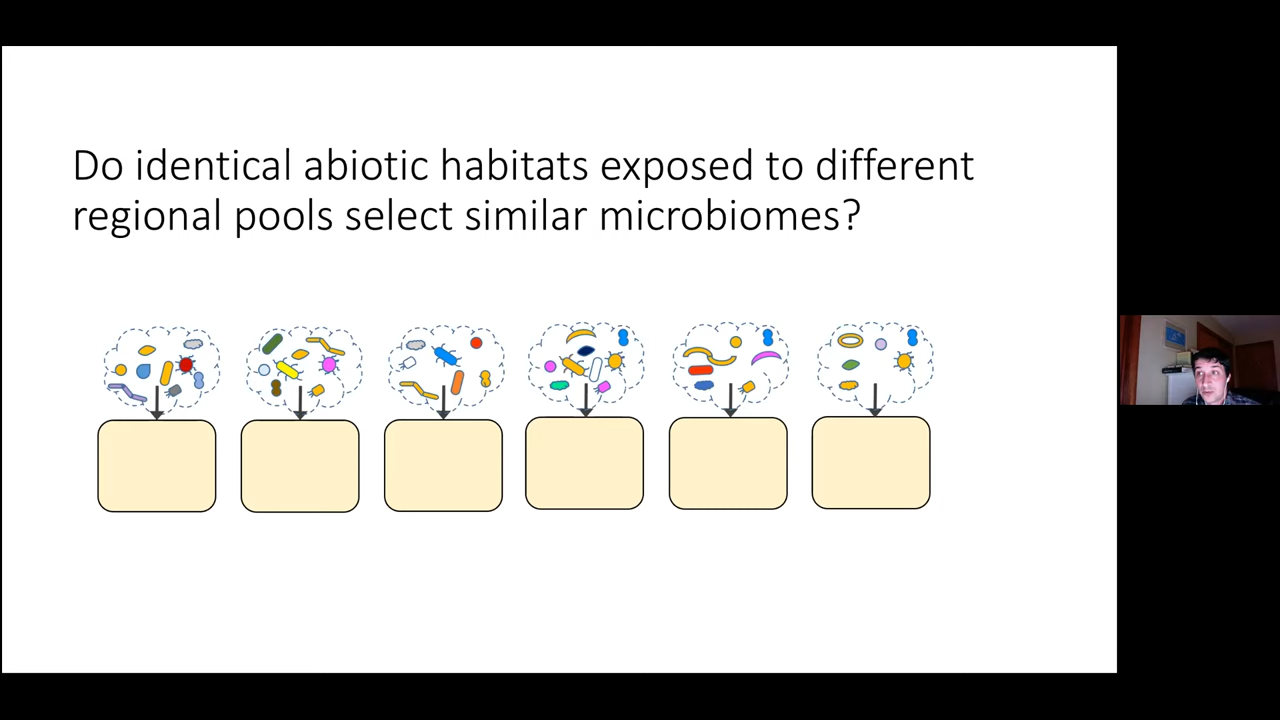 Do identical abiotic habitats exposed to different
regional pools select similar microbiomes?